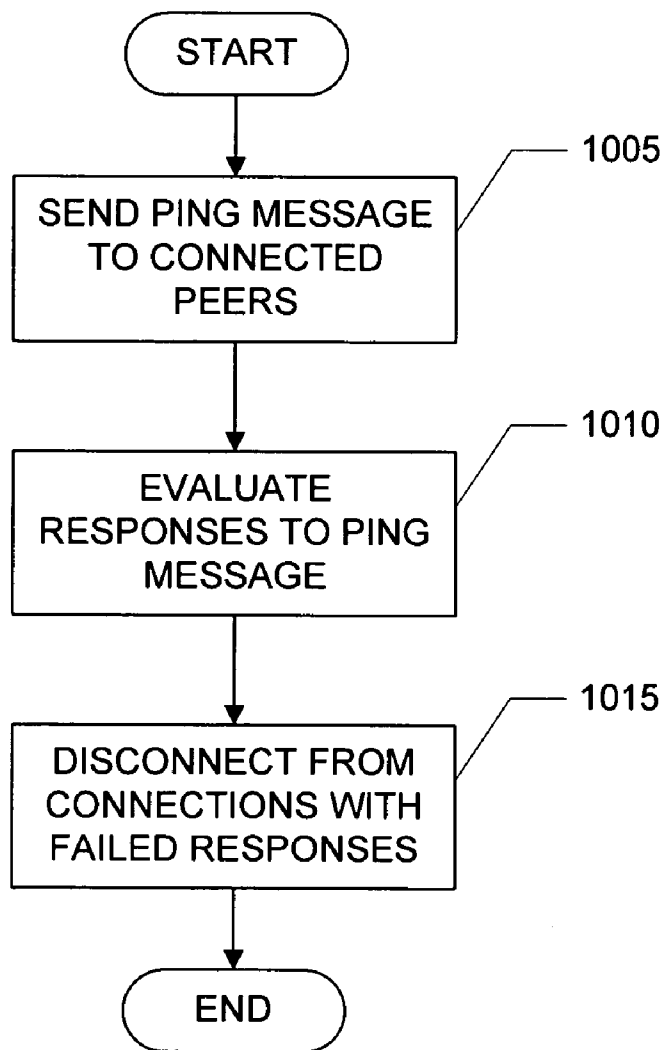 START
1005
SEND PING MESSAGE
TO CONNECTED
PEERS
1010
EVALUATE
RESPONSES TO PING
MESSAGE
1015
DISCONNECT FROM
CONNECTIONS WITH
FAILED RESPONSES
END